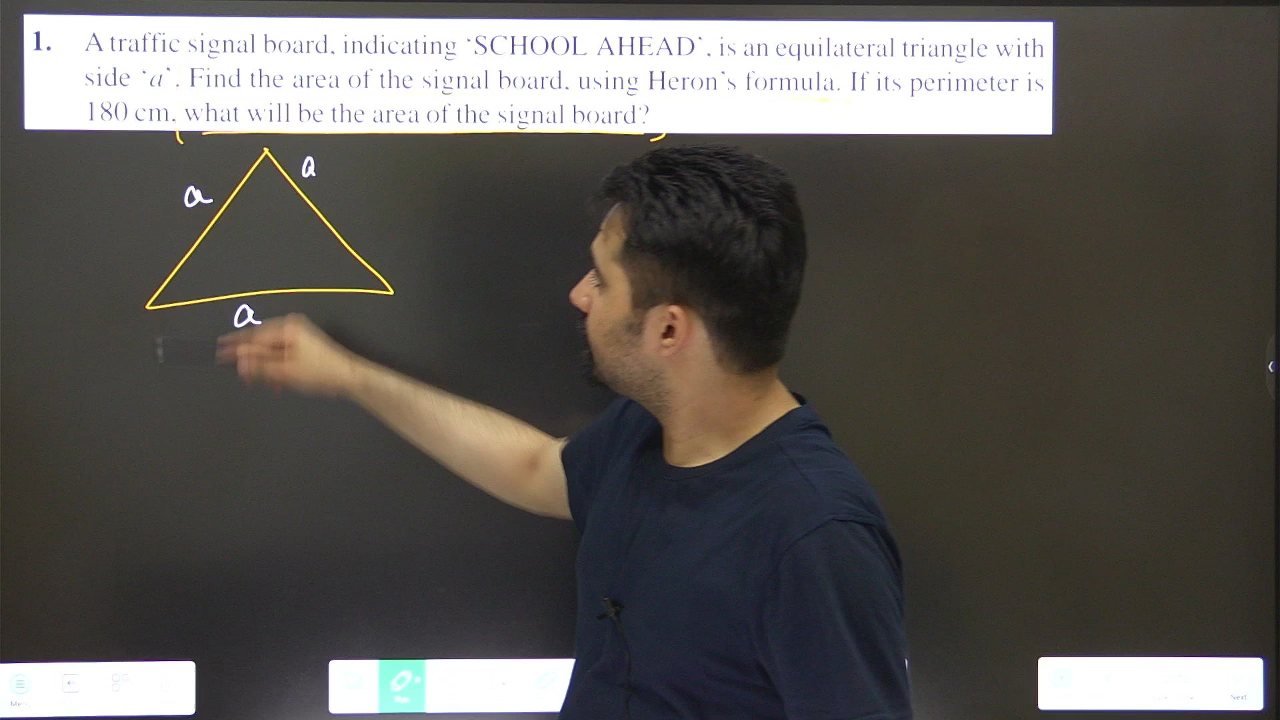 1. A traffic signal board, indicating ‘SCHOOL AHEAD’, is an equilateral triangle with
side ‘a’. Find the area of the signal board, using Heron’s formula. If its perimeter is
180 cm, what will be the area of the signal board?
a
a
a
Next